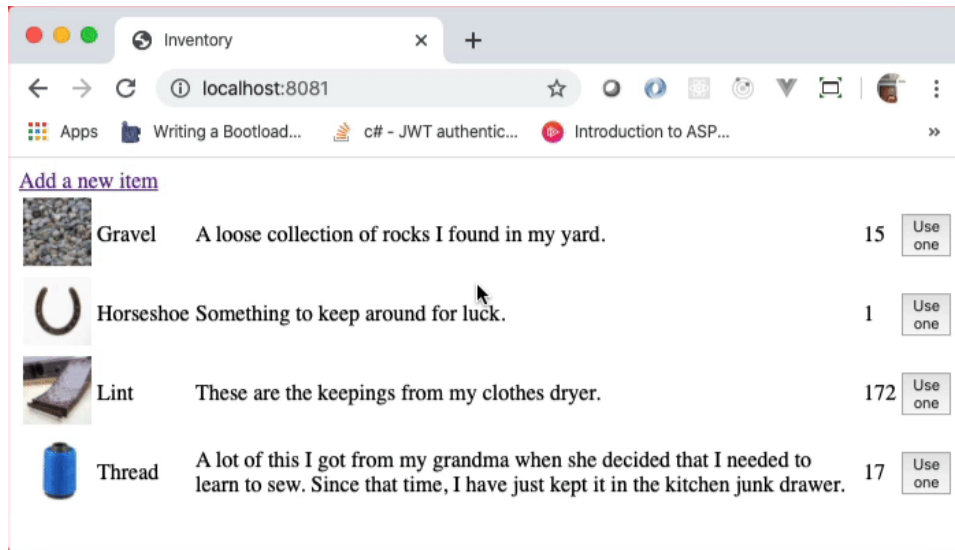 Inventory
localhost:8081
Apps
Writing a Bootload...
c# - JWT authentic...
Introduction to ASP...
Add a new item
Gravel
A loose collection of rocks I found in my yard.
15
Use
one
Horseshoe
Something to keep around for luck.
1
Use
one
Lint
These are the keepings from my clothes dryer.
172
Use
one
Thread
A lot of this I got from my grandma when she decided that I needed to
learn to sew. Since that time, I have just kept it in the kitchen junk drawer.
17
Use
one